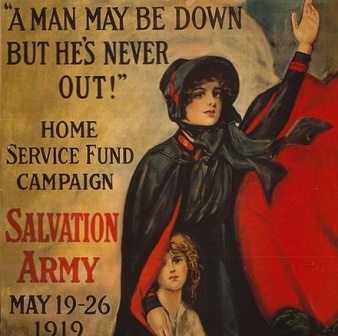 "A MAN MAY BE DOWN
BUT HE'S NEVER
OUT!"
HOME
SERVICE FUND
CAMPAIGN
SALVATION
ARMY
MAY 19-26
1919